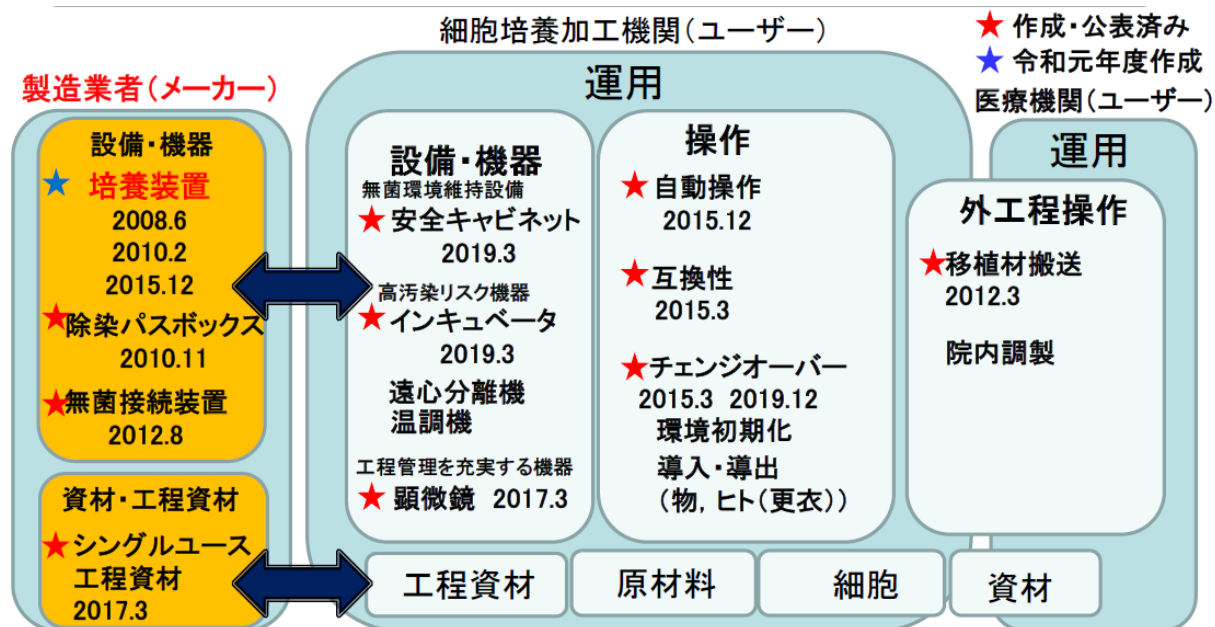 細胞培養加工機関(ユーザー)
★ 作成・公表済み
★ 令和元年度作成
製造業者(メーカー)
設備・機器
★ 培養装置
2008.6
2010.2
2015.12
★除染パスボックス
2010.11
★無菌接続装置
2012.8
資材・工程資材
★シングルユース
工程資材
2017.3
運用
設備・機器
無菌環境維持設備
★安全キャビネット
2019.3
高汚染リスク機器
★インキュベータ
2019.3
遠心分離機
温調機
工程管理を充実する機器
★ 顕微鏡 2017.3
操作
★自動操作
2015.12
★互換性
2015.3
★チェンジオーバー
2015.3 2019.12
環境初期化
導入・導出
(物, ヒト(更衣))
医療機関(ユーザー)
運用
外工程操作
★移植材搬送
2012.3
院内調製
工程資材
原材料
細胞
資材